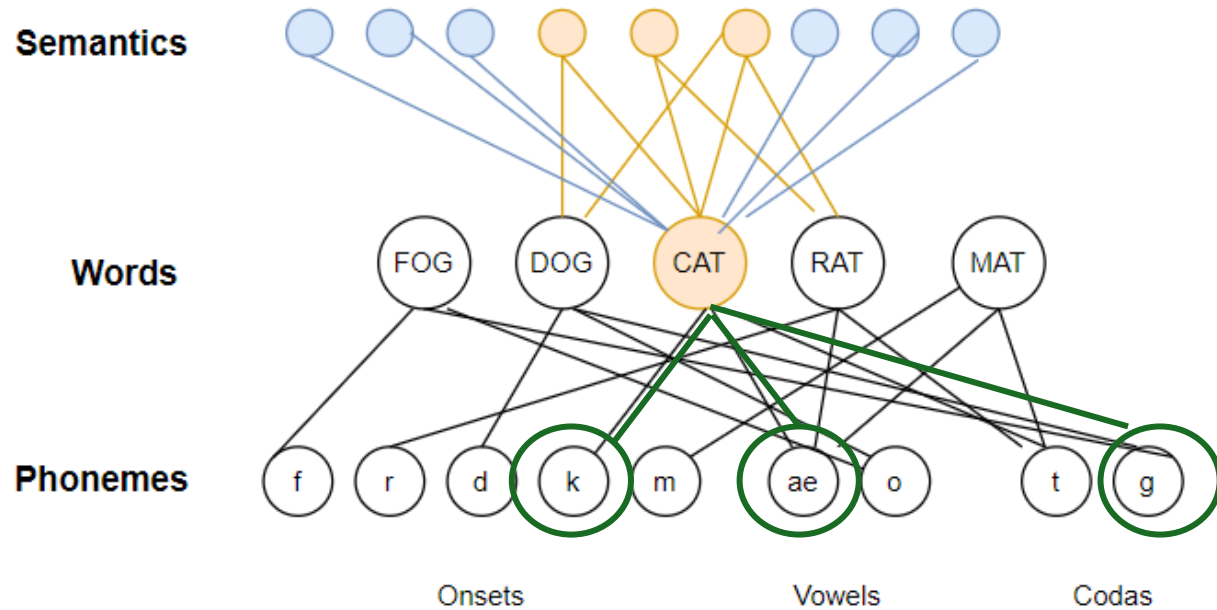 Semantics
Words
FOG DOG CAT RAT MAT
Phonemes
f r d k m ae o t g
Onsets Vowels Codas